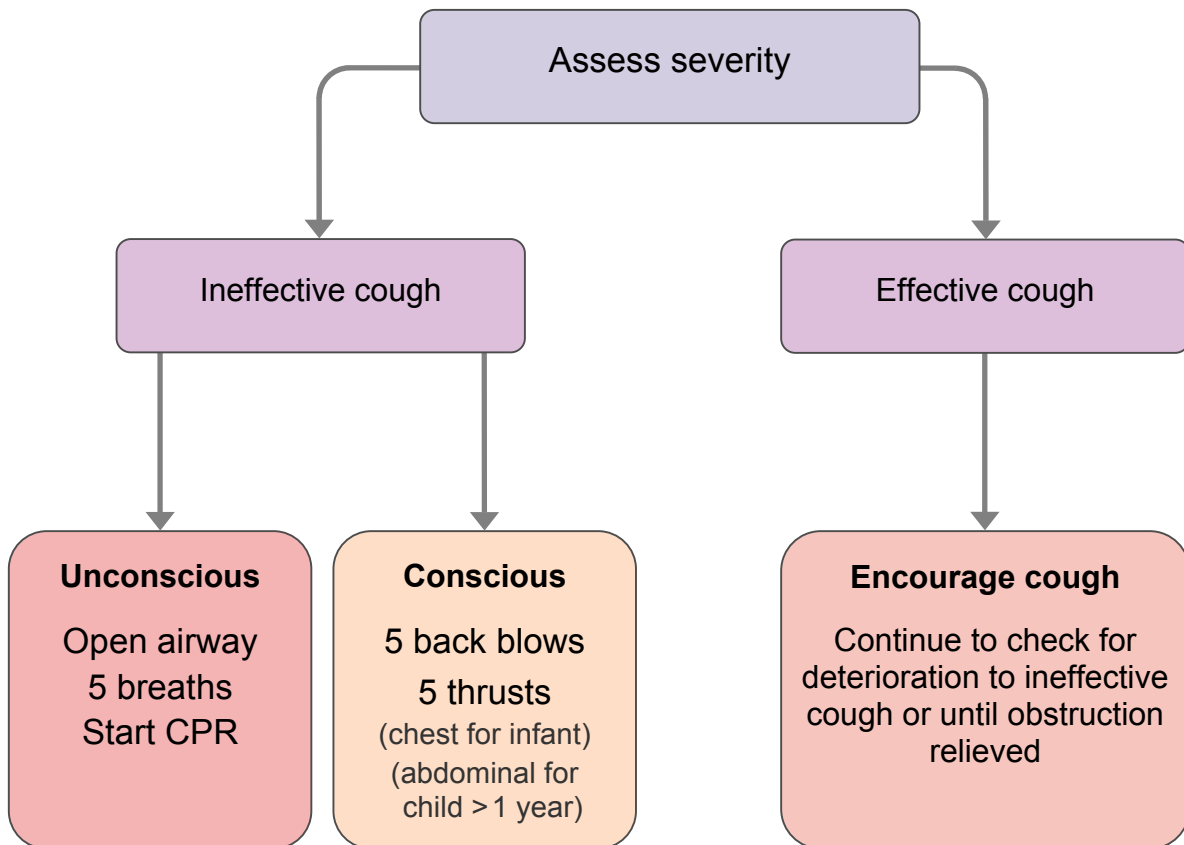 Assess severity
Ineffective cough
Effective cough
Unconscious
Open airway
5 breaths
Start CPR
Conscious
5 back blows
5 thrusts
(chest for infant)
(abdominal for
child > 1 year)
Encourage cough
Continue to check for
deterioration to ineffective
cough or until obstruction
relieved